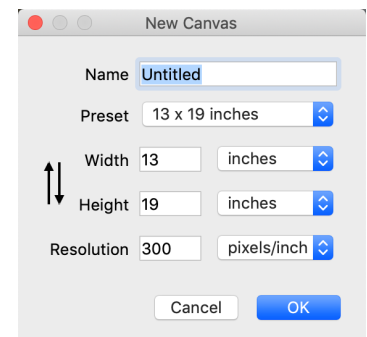 New Canvas
Name Untitled
Preset 13 x 19 inches
Width 13 inches
Height 19 inches
Resolution 300 pixels/inch
Cancel OK